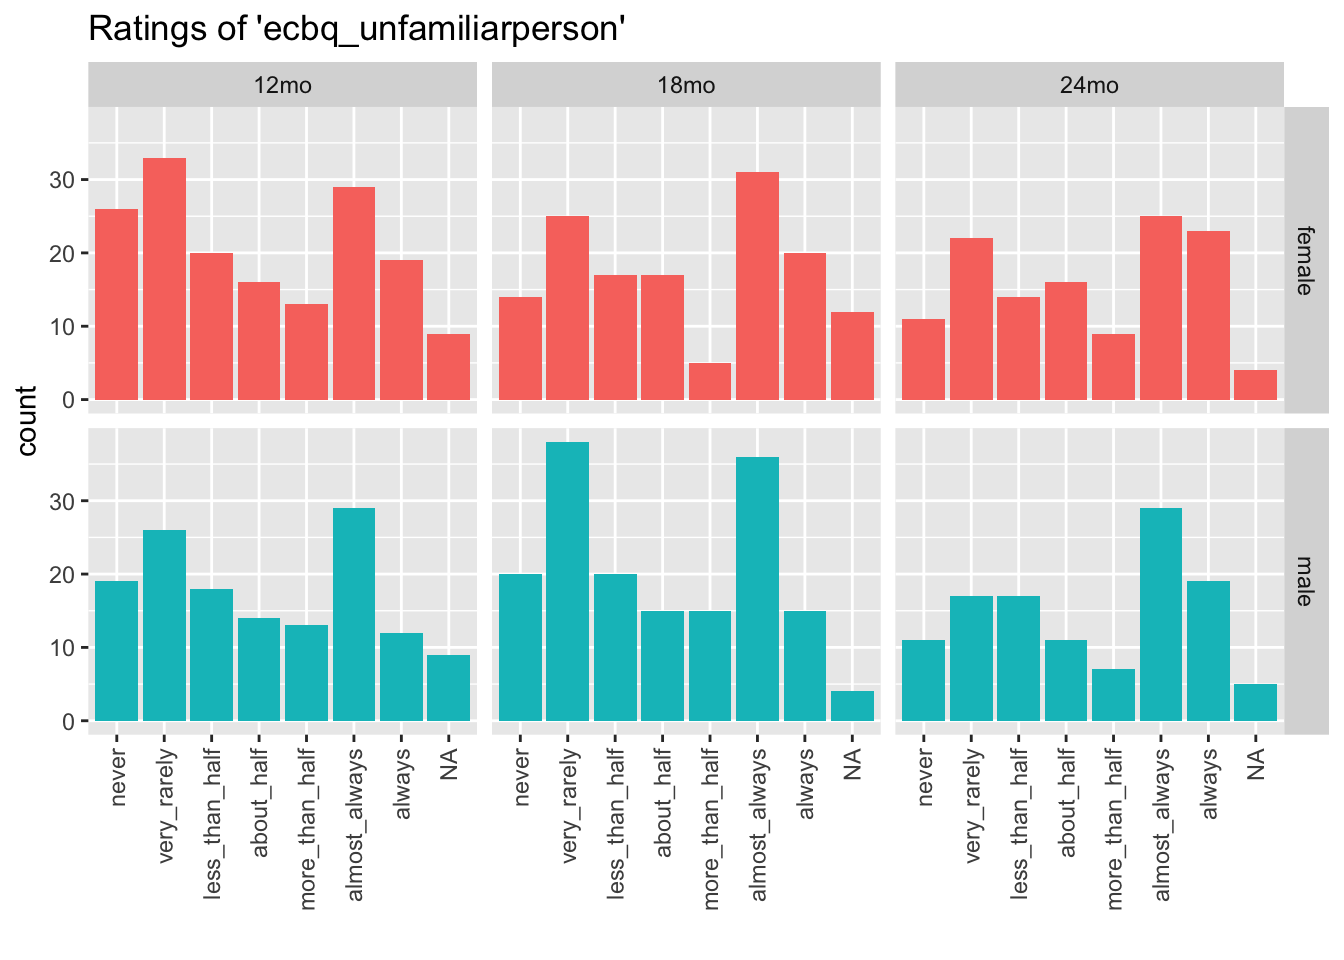 Ratings of 'ecbq_unfamiliarperson'
12mo
18mo
24mo
30
20
10
0
female
count
30
20
10
0
male
never
very_rarely
less_than_half
about_half
more_than_half
almost_always
always
NA
never
very_rarely
less_than_half
about_half
more_than_half
almost_always
always
NA
never
very_rarely
less_than_half
about_half
more_than_half
almost_always
always
NA